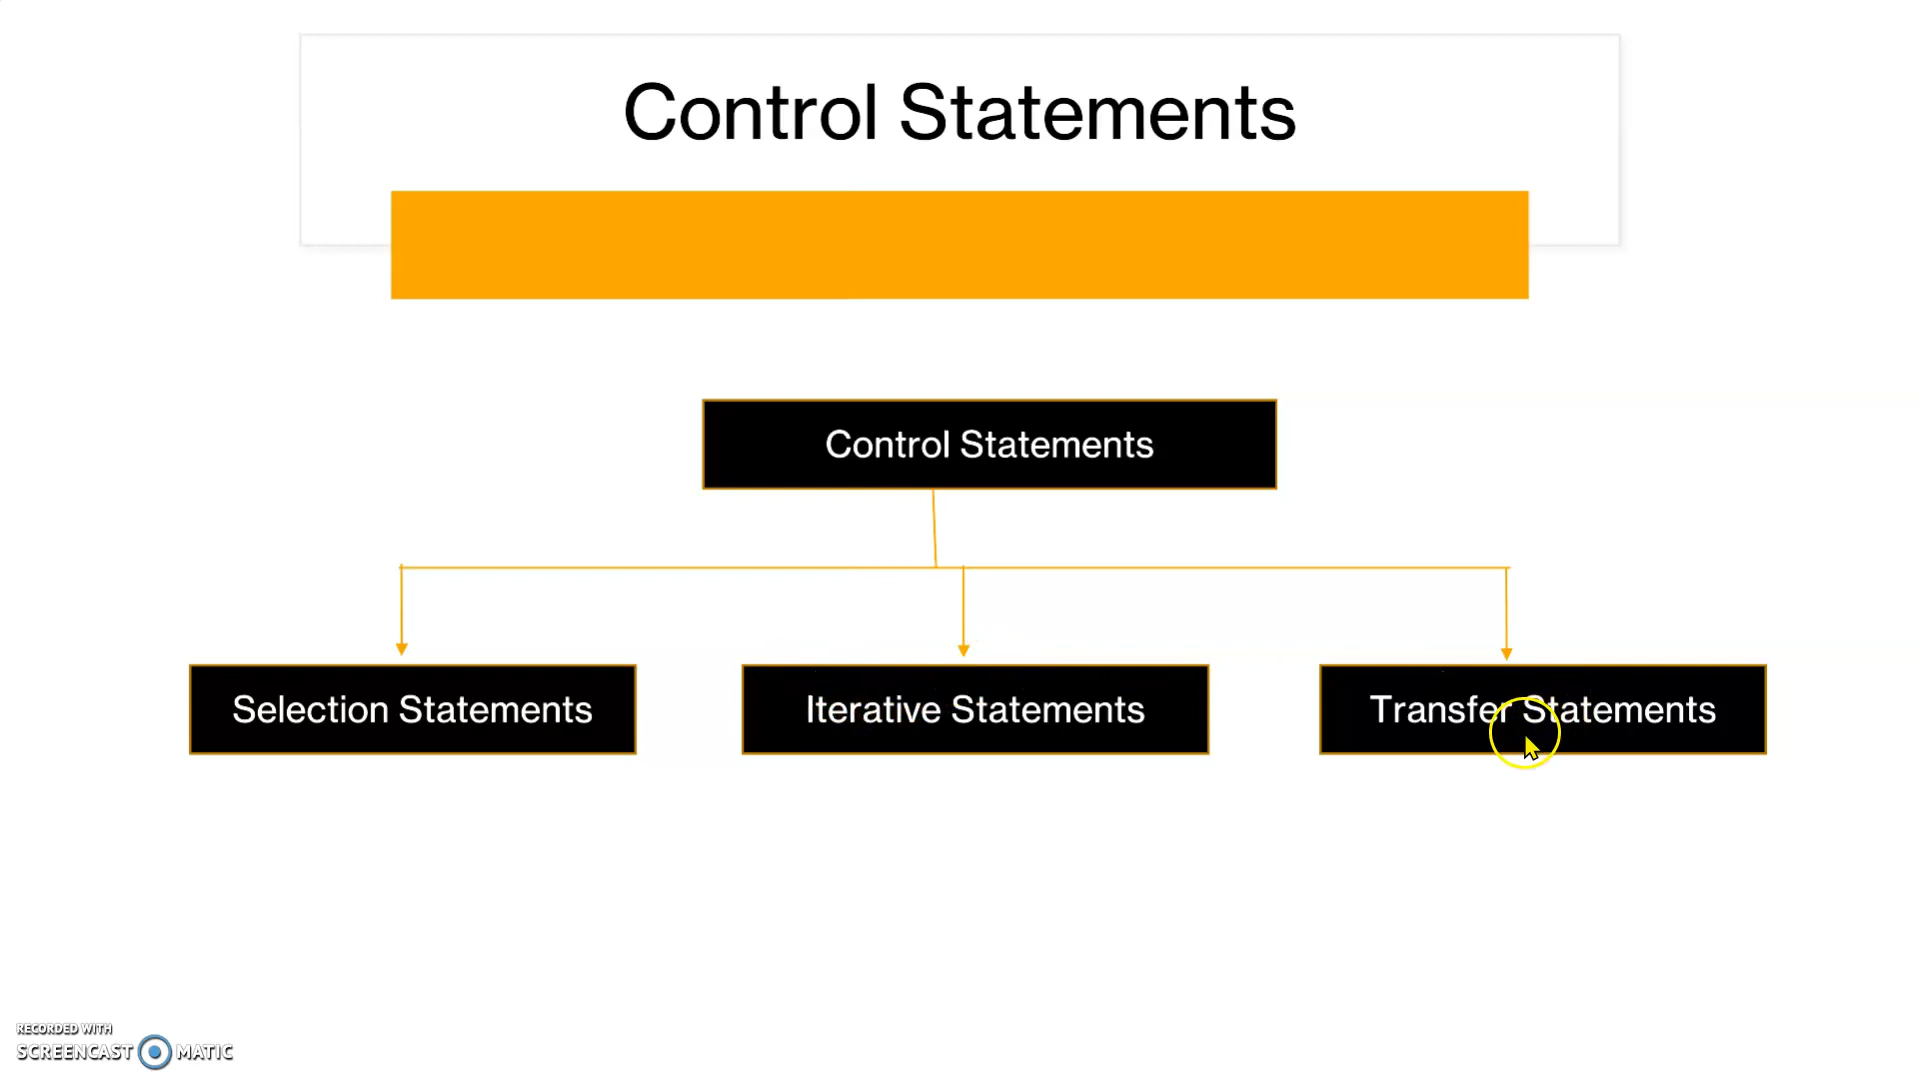 Control Statements
Control Statements
Selection Statements
Iterative Statements
Transfer Statements
RECORDED WITH
SCREENCAST MATIC